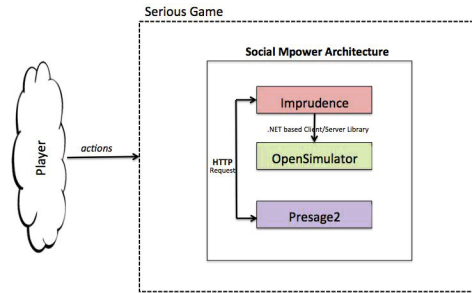 Serious Game
Social Mpower Architecture
Imprudence
.NET based Client/Server Library
Player
actions
HTTP
Request
OpenSimulator
Presage2